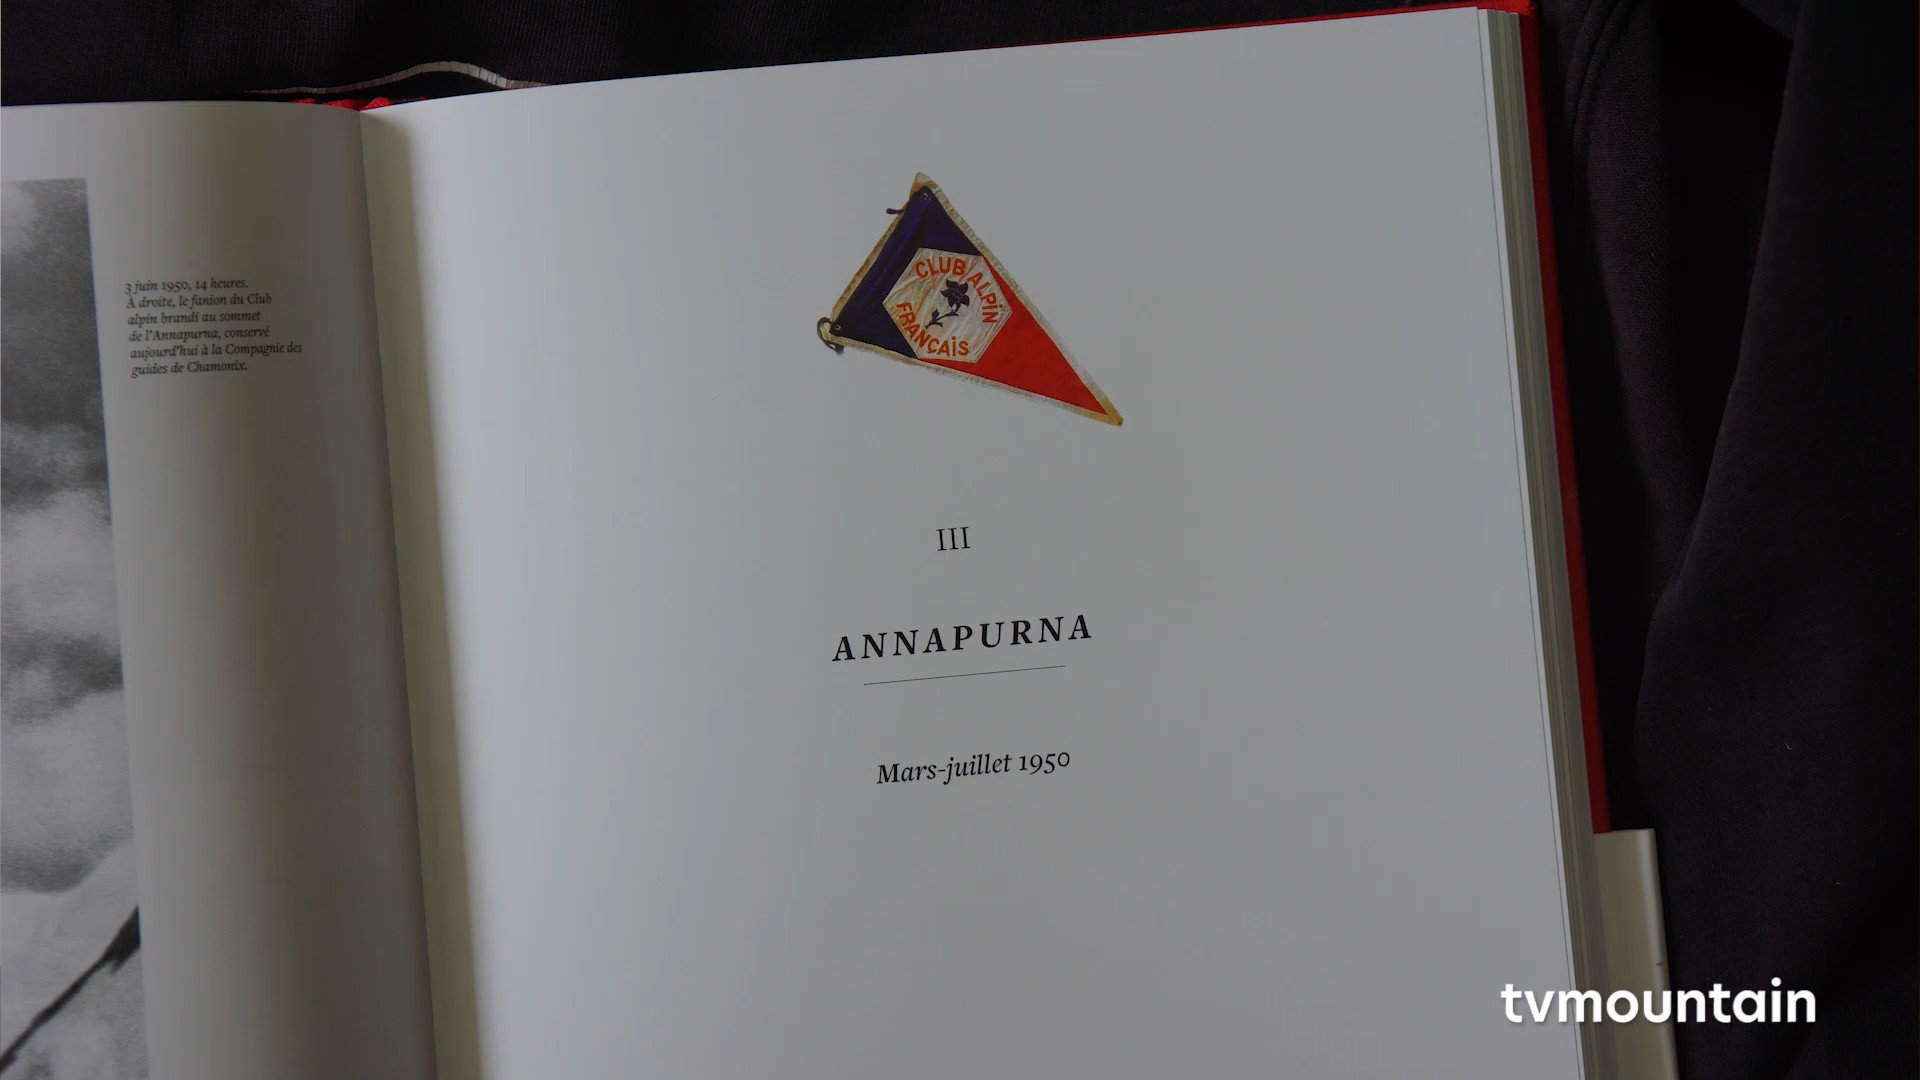 3 juin 1950, 14 heures.
À droite, le fanion du Club
alpin brandi au sommet
de l'Annapurna, conservé
aujourd'hui à la Compagnie des
guides de Chamonix.
CLUB ALPiN
FRANÇAiS
III
ANNAPURNA
Mars-juillet 1950
tvmountain